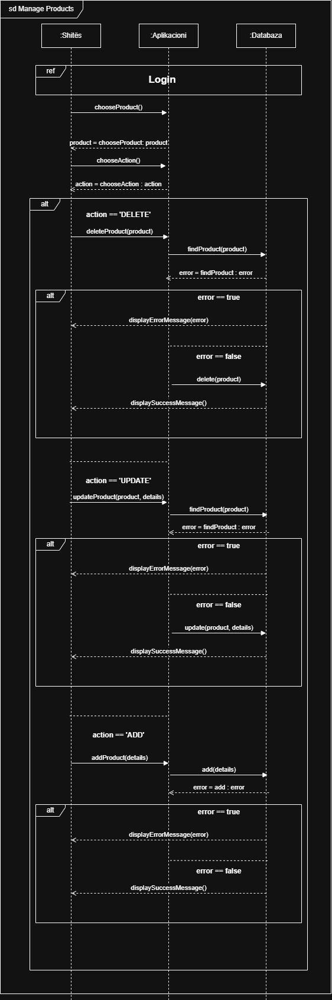 sd Manage Products
:Shitës
:Aplikacioni
:Databaza
ref
Login
chooseProduct()
product = chooseProduct: product
chooseAction()
action = chooseAction : action
alt
action == 'DELETE'
deleteProduct(product)
findProduct(product)
error = findProduct : error
alt
error == true
displayErrorMessage(error)
error == false
delete(product)
displaySuccessMessage()
action == 'UPDATE'
updateProduct(product, details)
findProduct(product)
error = findProduct : error
alt
error == true
displayErrorMessage(error)
error == false
update(product, details)
displaySuccessMessage()
action == 'ADD'
addProduct(details)
add(details)
error = add : error
alt
error == true
displayErrorMessage(error)
error == false
displaySuccessMessage()